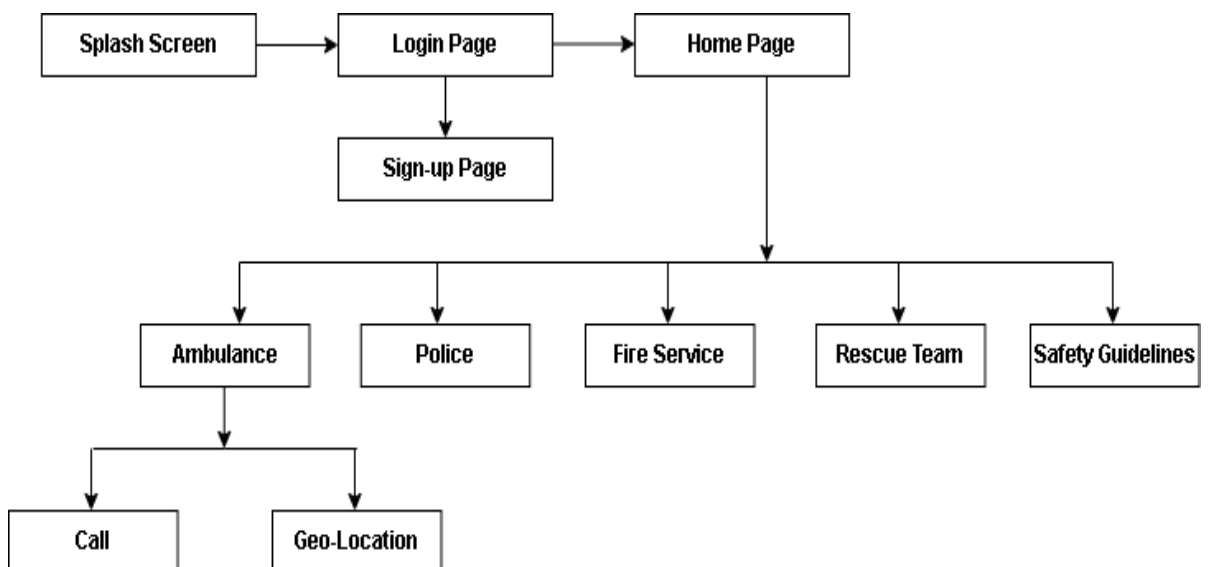 Splash Screen
Login Page
Home Page
Sign-up Page
Ambulance
Police
Fire Service
Rescue Team
Safety Guidelines
Call
Geo-Location